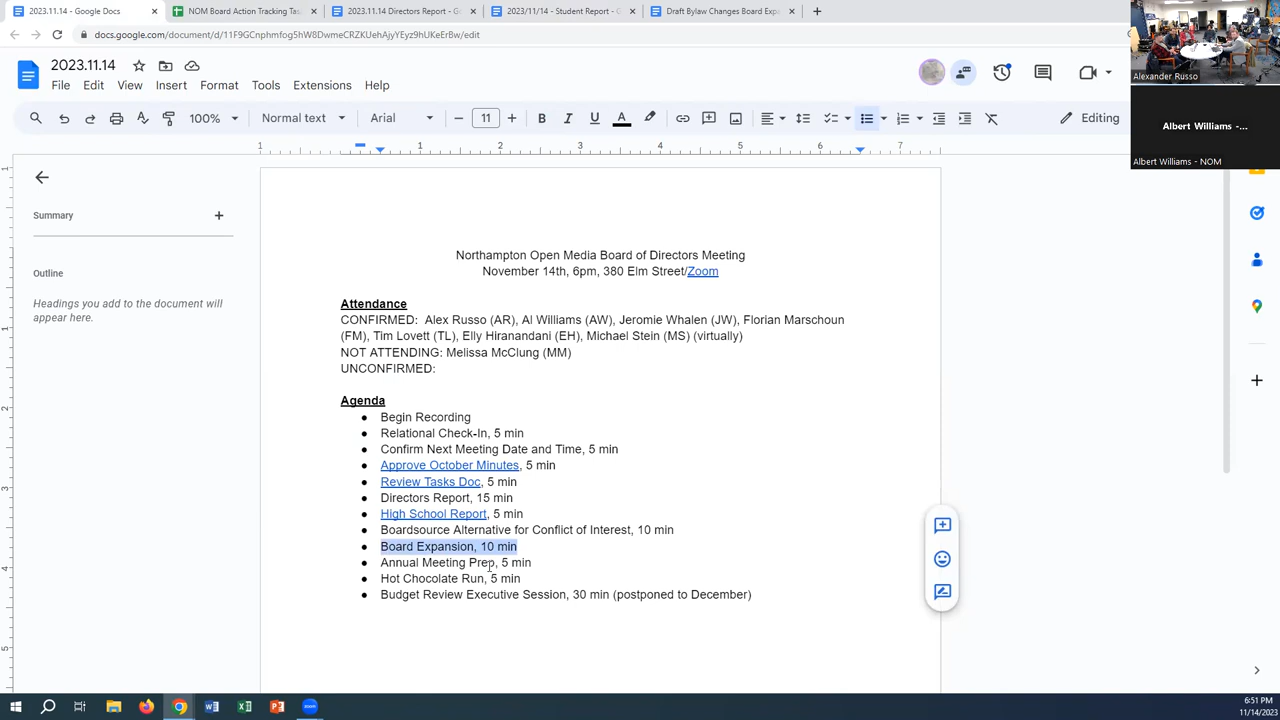 2023.11.14 - Google Docs
NOM Board Action Tracking Tas
2023.11.14 Directors Report - Go
2023/11/14 - Student Report - G
Draft Bylaw Changes Board Exp
docs.google.com/document/d/11F9GCnphmfog5hW8DwmeCRZKUehAjyYEyz9hUKeErBw/edit
2023.11.14
File Edit View Insert Format Tools Extensions Help
100% Normal text Arial 11 Editing
Alexander Russo
Albert Williams -...
Albert Williams - NOM
1 1 2 3 4 5 6 7
Summary
Outline
Headings you add to the document will
appear here.
Northampton Open Media Board of Directors Meeting
November 14th, 6pm, 380 Elm Street/Zoom
Attendance
CONFIRMED: Alex Russo (AR), Al Williams (AW), Jeromie Whalen (JW), Florian Marschoun
(FM), Tim Lovett (TL), Elly Hiranandani (EH), Michael Stein (MS) (virtually)
NOT ATTENDING: Melissa McClung (MM)
UNCONFIRMED:
Agenda
● Begin Recording
● Relational Check-In, 5 min
● Confirm Next Meeting Date and Time, 5 min
● Approve October Minutes, 5 min
● Review Tasks Doc, 5 min
● Directors Report, 15 min
● High School Report, 5 min
● Boardsource Alternative for Conflict of Interest, 10 min
● Board Expansion, 10 min
● Annual Meeting Prep, 5 min
● Hot Chocolate Run, 5 min
● Budget Review Executive Session, 30 min (postponed to December)
6:51 PM
11/14/2023